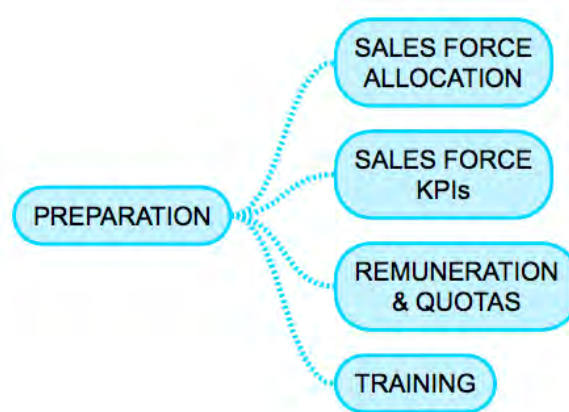 SALES FORCE
ALLOCATION
SALES FORCE
KPIs
PREPARATION
REMUNERATION
& QUOTAS
TRAINING